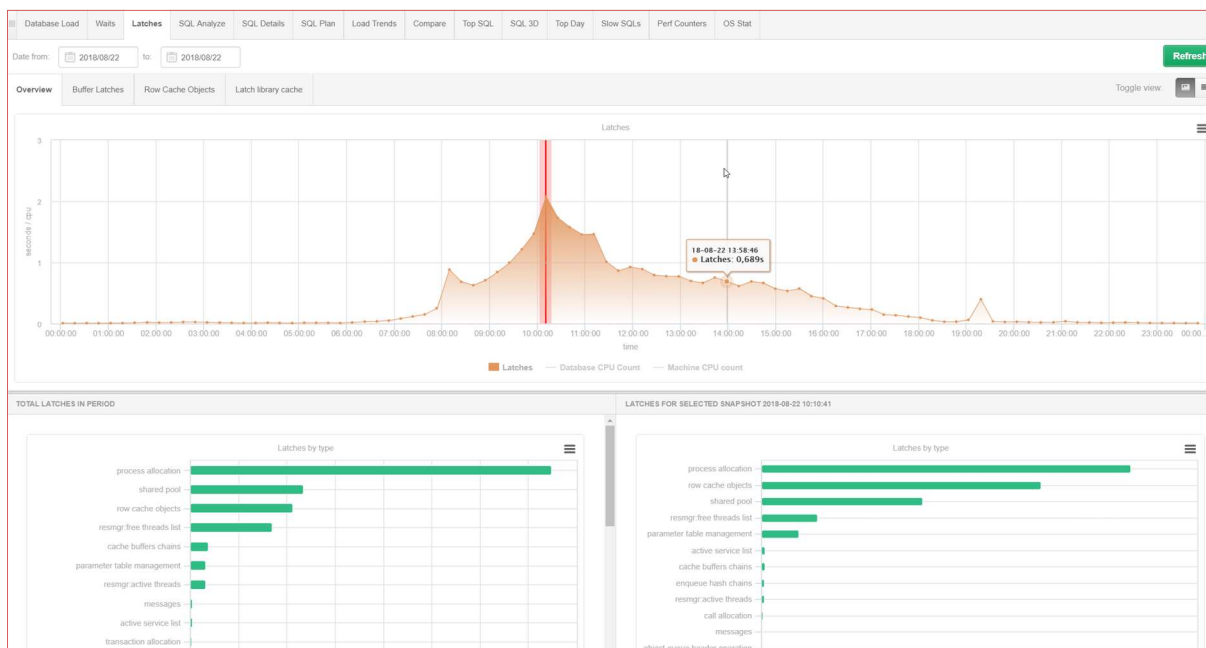 Database Load Waits Latches SQL Analyze SQL Details SQL Plan Load Trends Compare Top SQL SQL 3D Top Day Slow SQLs Perf Counters OS Stat
Date from: 2018/08/22 to: 2018/08/22 Refresh
Overview Buffer Latches Row Cache Objects Latch library cache Toggle view:
Latches
3
2
1
0
seconds / cpu
18-08-22 13:58:46
Latches: 0,689s
00:00:00 01:00:00 02:00:00 03:00:00 04:00:00 05:00:00 06:00:00 07:00:00 08:00:00 09:00:00 10:00:00 11:00:00 12:00:00 13:00:00 14:00:00 15:00:00 16:00:00 17:00:00 18:00:00 19:00:00 20:00:00 21:00:00 22:00:00 23:00:00 00:00...
time
Latches Database CPU Count Machine CPU count
TOTAL LATCHES IN PERIOD
Latches by type
process allocation
shared pool
row cache objects
resmgr:free threads list
cache buffers chains
parameter table management
resmgr:active threads
messages
active service list
transaction allocation
LATCHES FOR SELECTED SNAPSHOT 2018-08-22 10:10:41
Latches by type
process allocation
row cache objects
shared pool
resmgr:free threads list
parameter table management
active service list
cache buffers chains
enqueue hash chains
resmgr:active threads
call allocation
messages